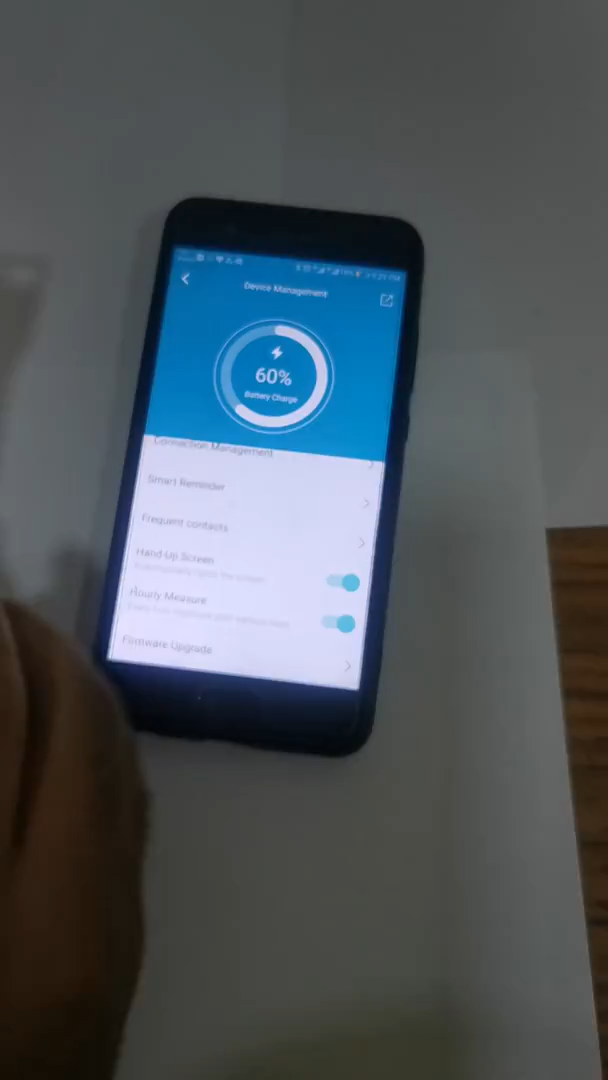 Device Management
60%
Battery Charge
Connection Management
Smart Reminder
Frequent contacts
Hand Up Screen
Hourly Measure
Firmware Upgrade